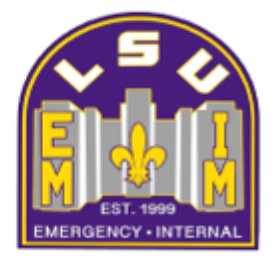 LSU
EM IM
EST. 1999
EMERGENCY • INTERNAL